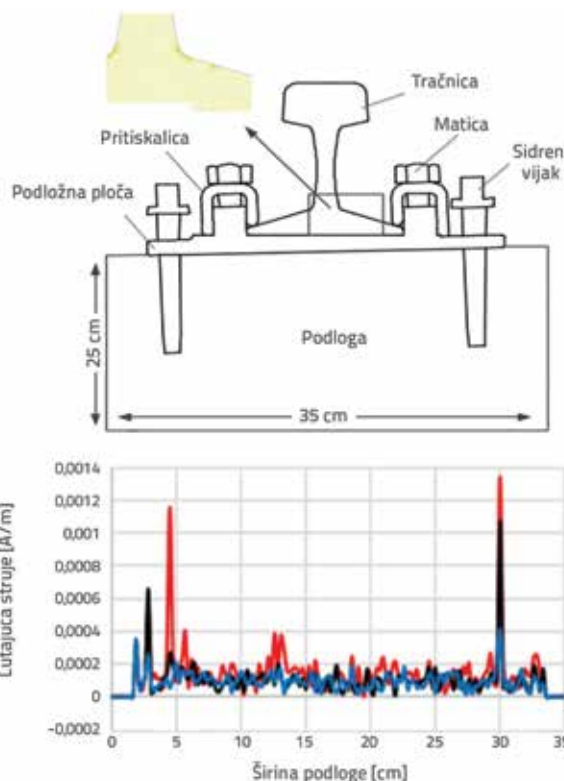 Tračnica
Matica
Pritiskalica
Sidreni
vijak
Podložna ploča
Podloga
25 cm
35 cm
0,0014
0,0012
0,001
0,0008
0,0006
0,0004
0,0002
0
-0,0002
0 5 10 15 20 25 30 35
Lutajuća struje [A/m]
Širina podloge [cm]